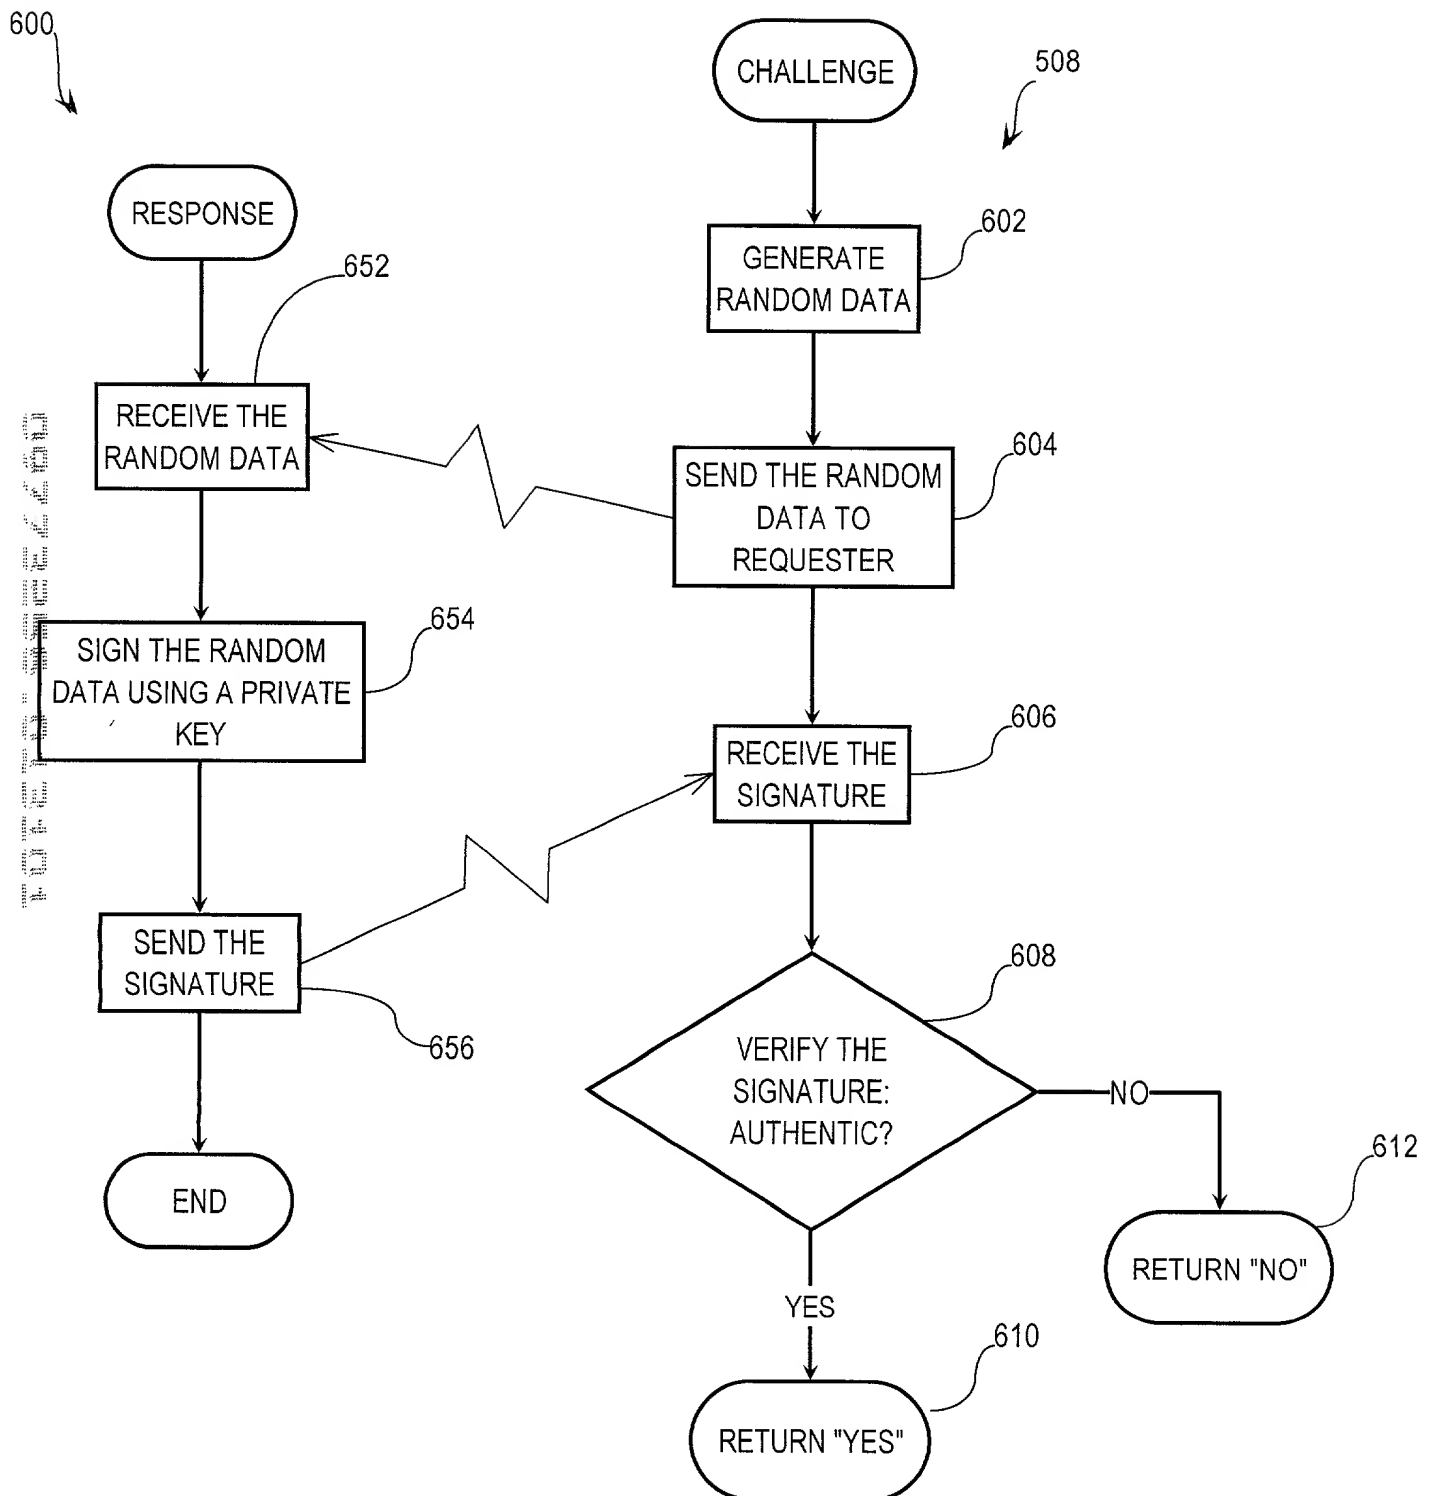 600
CHALLENGE
508
RESPONSE
652
GENERATE
RANDOM DATA
602
RECEIVE THE
RANDOM DATA
SEND THE RANDOM
DATA TO
REQUESTER
604
SIGN THE RANDOM
DATA USING A PRIVATE
KEY
654
RECEIVE THE
SIGNATURE
606
SEND THE
SIGNATURE
656
VERIFY THE
SIGNATURE:
AUTHENTIC?
608
NO
END
612
RETURN "NO"
YES
610
RETURN "YES"